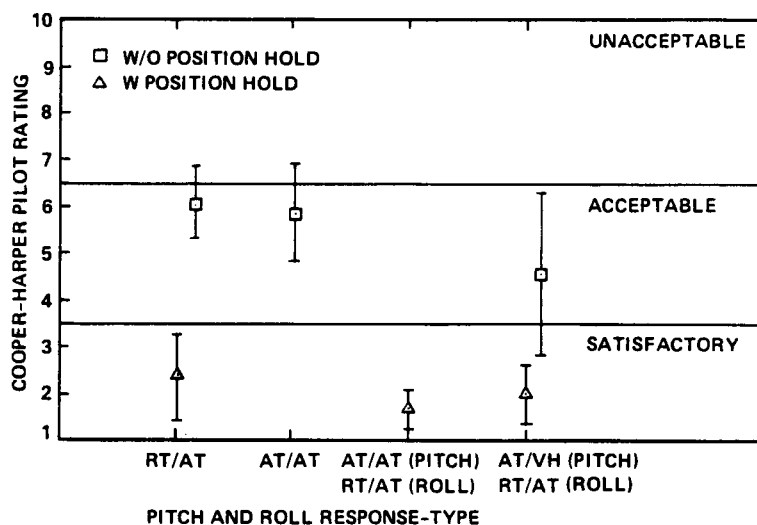 COOPER-HARPER PILOT RATING
10
9
8
7
6
5
4
3
2
1
□ W/O POSITION HOLD
△ W POSITION HOLD
UNACCEPTABLE
ACCEPTABLE
SATISFACTORY
RT/AT
AT/AT
AT/AT (PITCH)
RT/AT (ROLL)
AT/VH (PITCH)
RT/AT (ROLL)
PITCH AND ROLL RESPONSE-TYPE